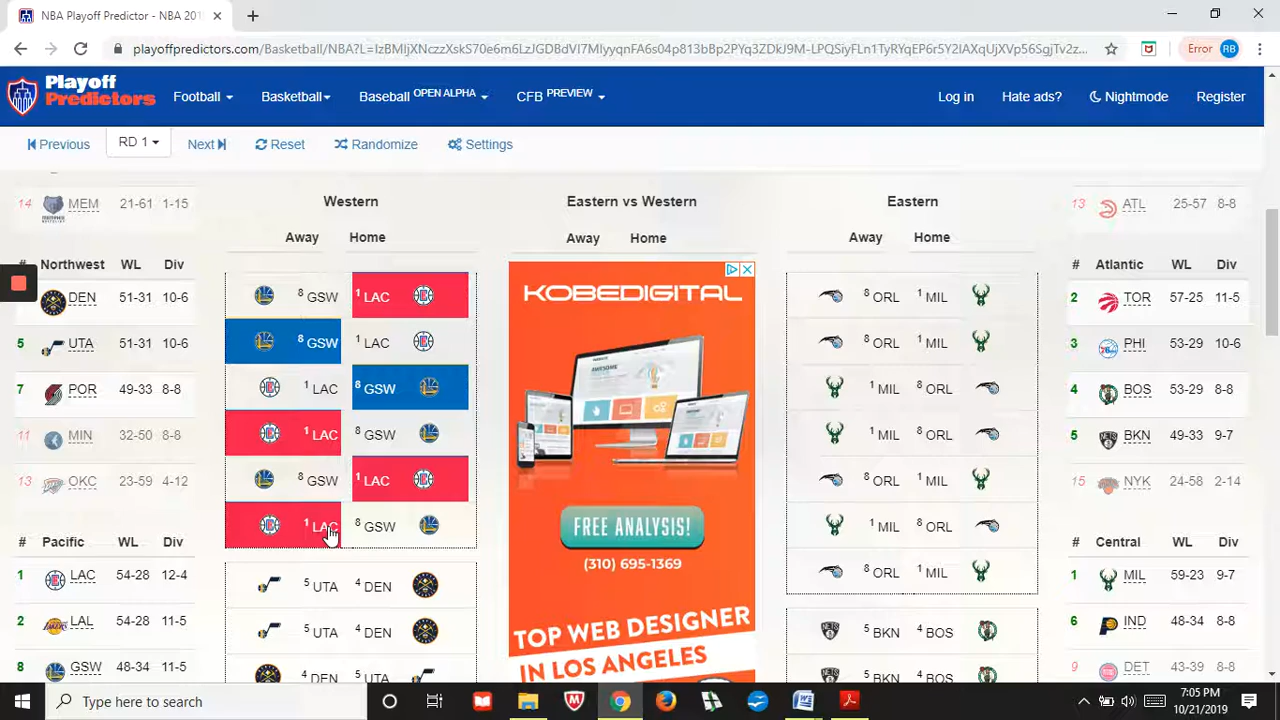 NBA Playoff Predictor - NBA 201
playoffpredictors.com/Basketball/NBA?L=IzBMIjXNczzXskS70e6m6LzJGDBdVI7MlyyqnFA6s04p813bBp2PYq3ZDkJ9M-LPQSiyFLn1TyRYqEP6r5Y2IAXqUjXVp56SgjTv2z...
Error RB
Playoff Predictors
Football
Basketball
Baseball OPEN ALPHA
CFB PREVIEW
Log in
Hate ads?
Nightmode
Register
Previous
RD 1
Next
Reset
Randomize
Settings
14 MEM 21-61 1-15
# Northwest WL Div
DEN 51-31 10-6
5 UTA 51-31 10-6
7 POR 49-33 8-8
11 MIN 32-50 8-8
13 OKC 23-59 4-12
# Pacific WL Div
1 LAC 54-28 12-4
2 LAL 54-28 11-5
8 GSW 48-34 11-5
Western
Away Home
8 GSW 1 LAC
8 GSW 1 LAC
1 LAC 8 GSW
1 LAC 8 GSW
8 GSW 1 LAC
1 LAC 8 GSW
5 UTA 4 DEN
5 UTA 4 DEN
4 DEN 5 UTA
Eastern vs Western
Away Home
KOBEDIGITAL
FREE ANALYSIS!
(310) 695-1369
TOP WEB DESIGNER
IN LOS ANGELES
Eastern
Away Home
8 ORL 1 MIL
8 ORL 1 MIL
1 MIL 8 ORL
1 MIL 8 ORL
8 ORL 1 MIL
1 MIL 8 ORL
8 ORL 1 MIL
5 BKN 4 BOS
5 BKN 4 BOS
13 ATL 25-57 8-8
# Atlantic WL Div
2 TOR 57-25 11-5
3 PHI 53-29 10-6
4 BOS 53-29 8-8
5 BKN 49-33 9-7
15 NYK 24-58 2-14
# Central WL Div
1 MIL 59-23 9-7
6 IND 48-34 8-8
9 DET 43-39 8-8
Type here to search
7:05 PM
10/21/2019